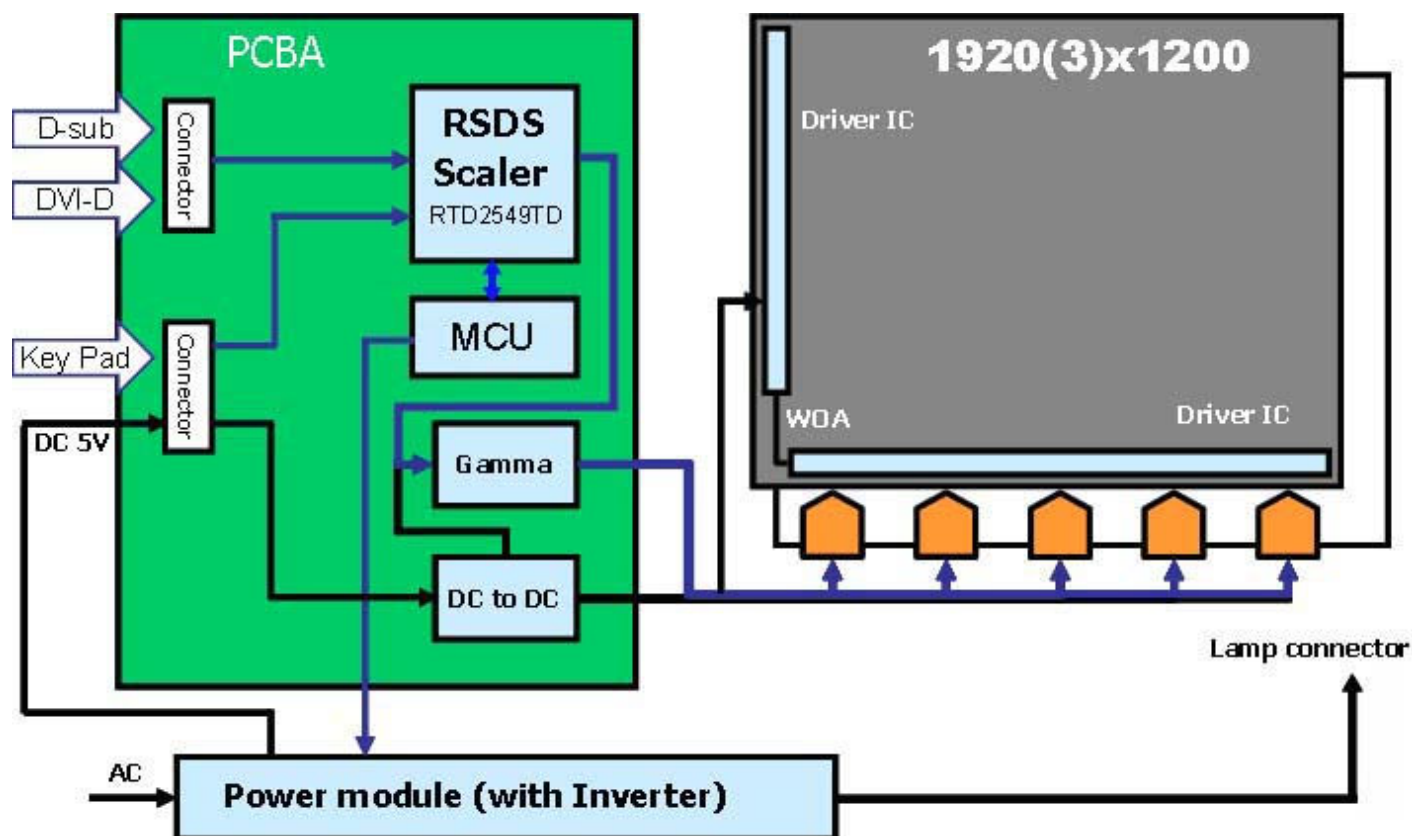 PCBA
1920(3)x1200
D-sub
DVI-D
Connector
RSDS
Scaler
RTD2549TD
Driver IC
Key Pad
Connector
MCU
DC 5V
WOA
Driver IC
Gamma
DC to DC
Lamp connector
AC
Power module (with Inverter)